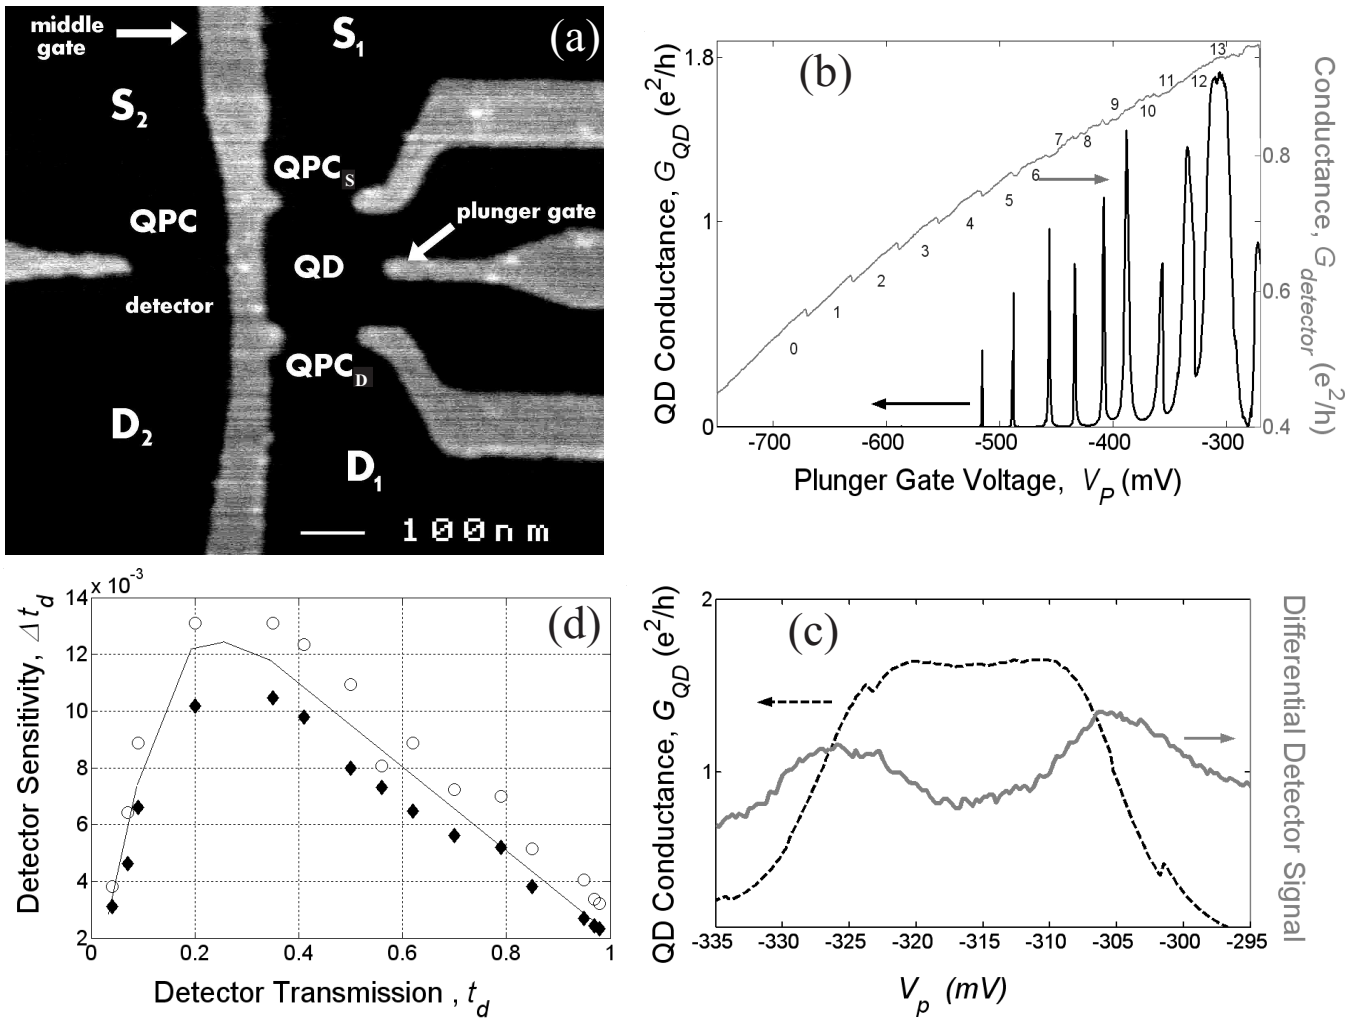 middle
gate
S1
(a)
S2
QPCS
plunger gate
QPC
QD
detector
QPCD
D2
D1
100nm
(b)
QD Conductance, GQD (e2/h)
1.8
1
0
0 1 2 3 4 5 6 7 8 9 10 11 12 13
0.8
0.6
0.4
Conductance, Gdetector (e2/h)
-700 -600 -500 -400 -300
Plunger Gate Voltage, VP (mV)
x 10-3
(d)
Detector Sensitivity, Δtd
14
12
10
8
6
4
2
0 0.2 0.4 0.6 0.8 1
Detector Transmission , td
(c)
QD Conductance, GQD (e2/h)
2
1
Differential Detector Signal
-335 -330 -325 -320 -315 -310 -305 -300 -295
Vp (mV)